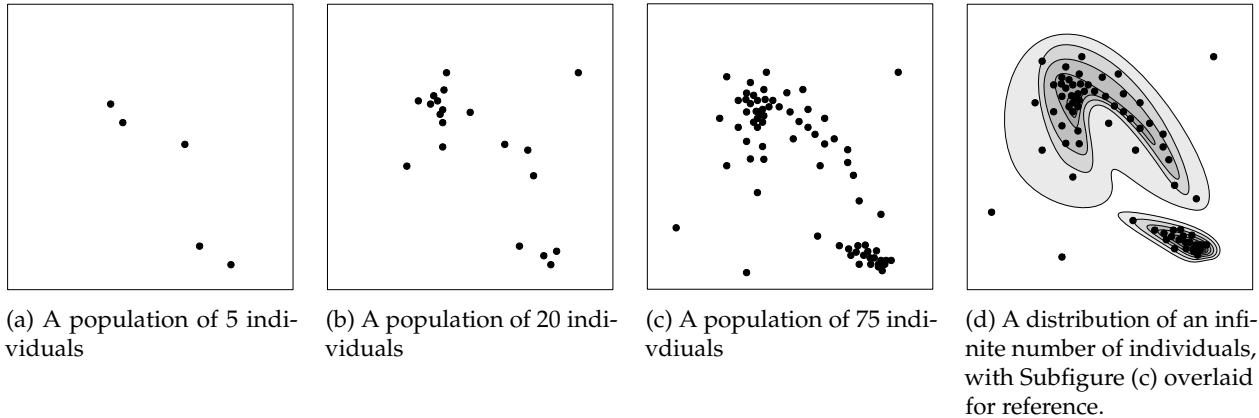 (a) A population of 5 indi-
viduals
(b) A population of 20 indi-
viduals
(c) A population of 75 indi-
vdiuals
(d) A distribution of an infi-
nite number of individuals,
with Subfigure (c) overlaid
for reference.